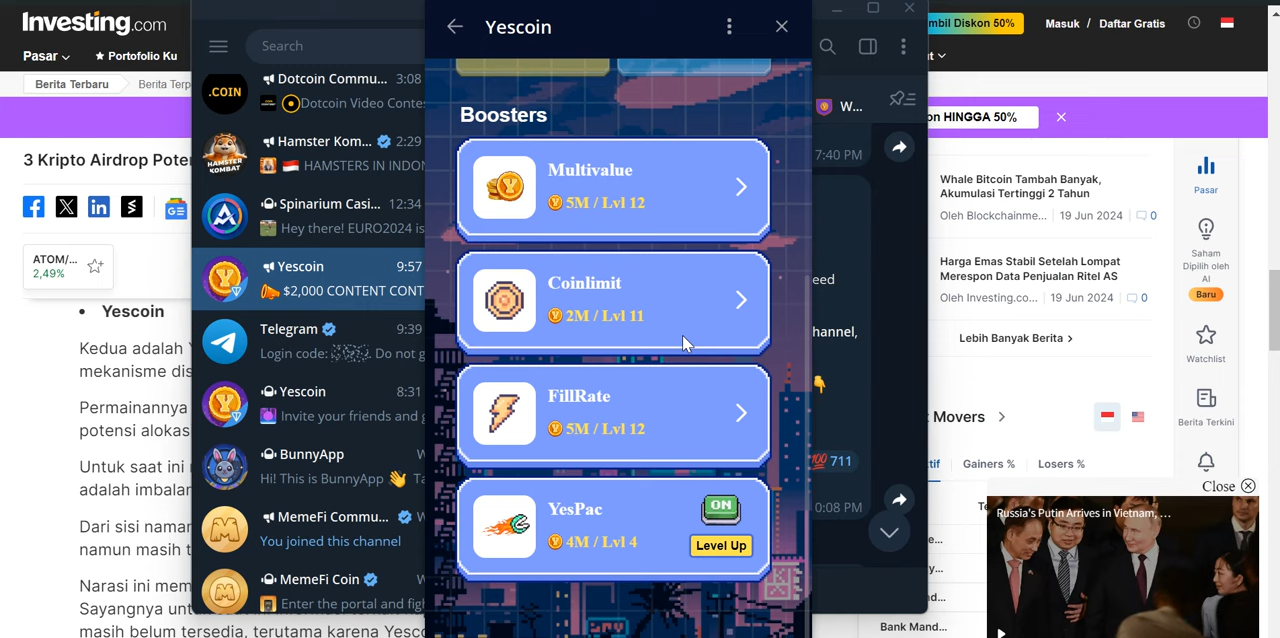 Investing.com
Pasar
Portofolio Ku
Berita Terbaru
Berita Terp
3 Kripto Airdrop Poter
ATOM/...
2,49%
• Yescoin
Kedua adalah
mekanisme dis
Permainannya
potensi alokas
Untuk saat ini
adalah imbalar
Dari sisi namar
namun masih t
Narasi ini mem
Sayangnya unt
masih belum tersedia, terutama karena Yesco
Search
Dotcoin Commu... 3:08
.COIN
Dotcoin Video Contes
Hamster Kom... 2:29
HAMSTER KOMBAT
HAMSTERS IN INDON
Spinarium Casi... 12:34
Hey there! EURO2024 is
Yescoin 9:57
$2,000 CONTENT CONT
Telegram 9:39
Login code: Do not g
Yescoin 8:31
Invite your friends and g
BunnyApp
Hi! This is BunnyApp
MemeFi Commu...
You joined this channel
MemeFi Coin
Enter the portal and figh
Yescoin
Boosters
Multivalue
5M / Lvl 12
Coinlimit
2M / Lvl 11
FillRate
5M / Lvl 12
YesPac
4M / Lvl 4
ON
Level Up
W...
7:40 PM
eed
hannel,
💯 711
0:08 PM
mbil Diskon 50%
Masuk / Daftar Gratis
on HINGGA 50%
Whale Bitcoin Tambah Banyak,
Akumulasi Tertinggi 2 Tahun
Oleh Blockchainme... 19 Jun 2024 0
Harga Emas Stabil Setelah Lompat
Merespon Data Penjualan Ritel AS
Oleh Investing.co... 19 Jun 2024 0
Lebih Banyak Berita >
t Movers >
tif Gainers % Losers %
Bank Mand...
Pasar
Saham
Dipilih oleh
AI
Baru
Watchlist
Berita Terkini
Close
Russia's Putin Arrives in Vietnam, ...